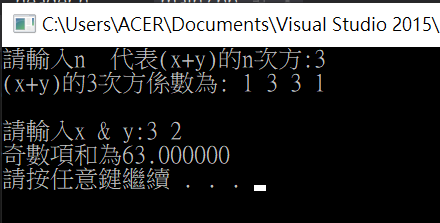 C:\Users\ACER\Documents\Visual Studio 2015\
請輸入n 代表(x+y)的n次方:3
(x+y)的3次方係數為: 1 3 3 1
請輸入x & y:3 2
奇數項和為63.000000
請按任意鍵繼續 . . .